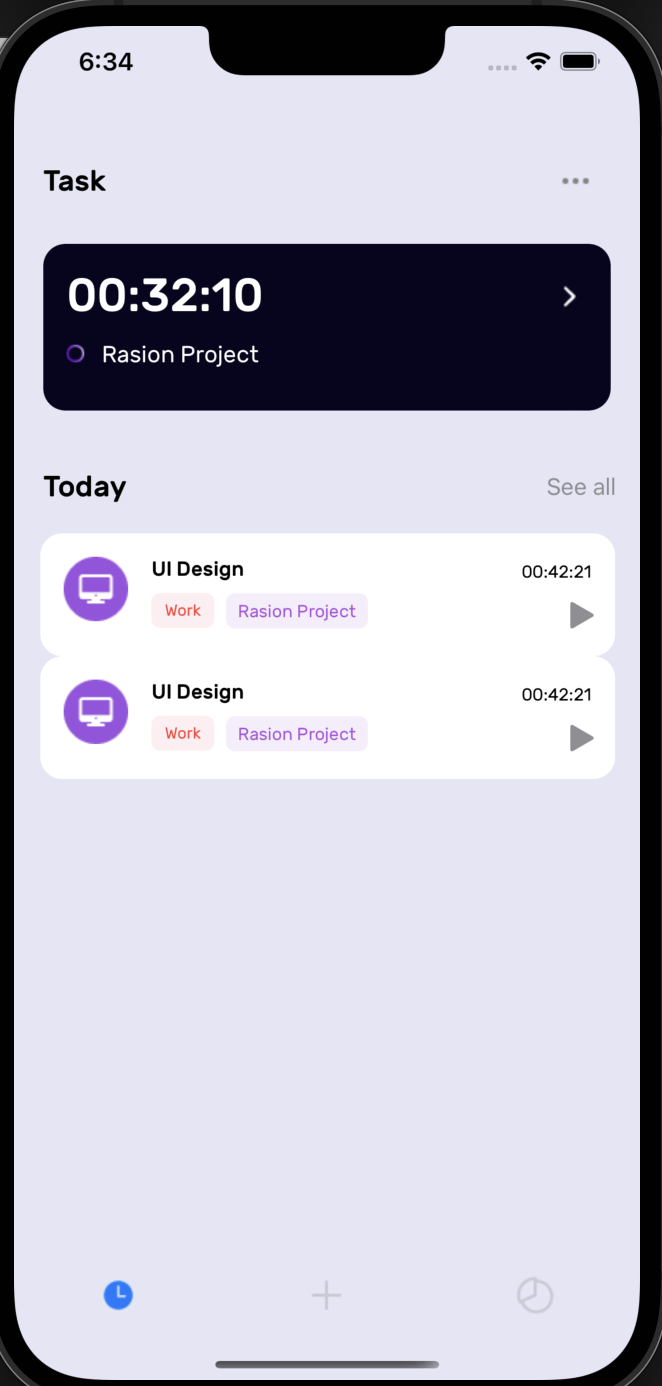 6:34
Task
00:32:10
Rasion Project
Today
See all
UI Design
00:42:21
Work
Rasion Project
UI Design
00:42:21
Work
Rasion Project